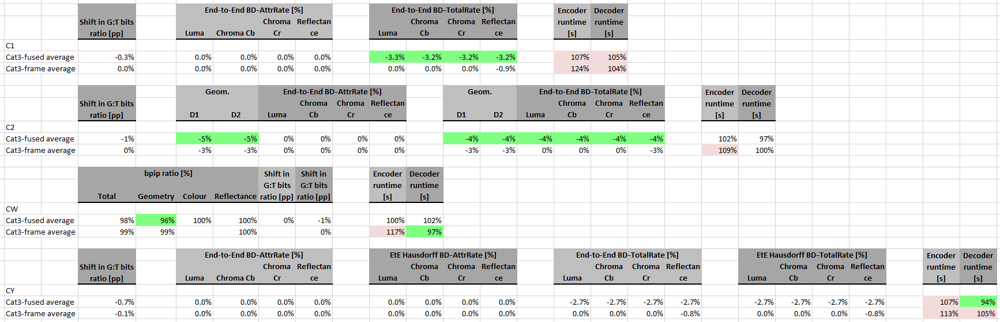 End-to-End BD-AttrRate [%] End-to-End BD-TotalRate [%] Encoder Decoder
Shift in G:T bits Chroma Reflectan Chroma Chroma Reflectan runtime runtime
ratio [pp] Luma Chroma Cb Cr ce Luma Cb Cr ce [s] [s]
C1
Cat3-fused average -0.3% 0.0% 0.0% 0.0% 0.0% -3.3% -3.2% -3.2% -3.2% 107% 105%
Cat3-frame average 0.0% 0.0% 0.0% 0.0% 0.0% 0.0% 0.0% 0.0% -0.9% 124% 104%
Geom. End-to-End BD-AttrRate [%] Geom. End-to-End BD-TotalRate [%] Encoder Decoder
Shift in G:T bits Chroma Chroma Reflectan Chroma Chroma Reflectan runtime runtime
ratio [pp] D1 D2 Luma Cb Cr ce D1 D2 Luma Cb Cr ce [s] [s]
C2
Cat3-fused average -1% -5% -5% 0% 0% 0% 0% -4% -4% -4% -4% -4% -4% 102% 97%
Cat3-frame average 0% -3% -3% 0% 0% 0% 0% -3% -3% 0% 0% 0% -3% 109% 100%
bpip ratio [%] Shift in Shift in Encoder Decoder
G:T bits G:T bits runtime runtime
Total Geometry Colour Reflectance ratio [pp] ratio [pp] [s] [s]
CW
Cat3-fused average 98% 96% 100% 100% 0% -1% 100% 102%
Cat3-frame average 99% 99% 100% 0% 117% 97%
End-to-End BD-AttrRate [%] EtE Hausdorff BD-AttrRate [%] End-to-End BD-TotalRate [%] EtE Hausdorff BD-TotalRate [%] Encoder Decoder
Shift in G:T bits Chroma Reflectan Chroma Chroma Reflectan Chroma Chroma Reflectan Chroma Chroma Reflectan runtime runtime
ratio [pp] Luma Chroma Cb Cr ce Luma Cb Cr ce Luma Cb Cr ce Luma Cb Cr ce [s] [s]
CY
Cat3-fused average -0.7% 0.0% 0.0% 0.0% 0.0% 0.0% 0.0% 0.0% 0.0% -2.7% -2.7% -2.7% -2.7% -2.7% -2.7% -2.7% -2.7% 107% 94%
Cat3-frame average -0.1% 0.0% 0.0% 0.0% 0.0% 0.0% 0.0% 0.0% 0.0% 0.0% 0.0% 0.0% -0.8% 0.0% 0.0% 0.0% -0.8% 113% 105%